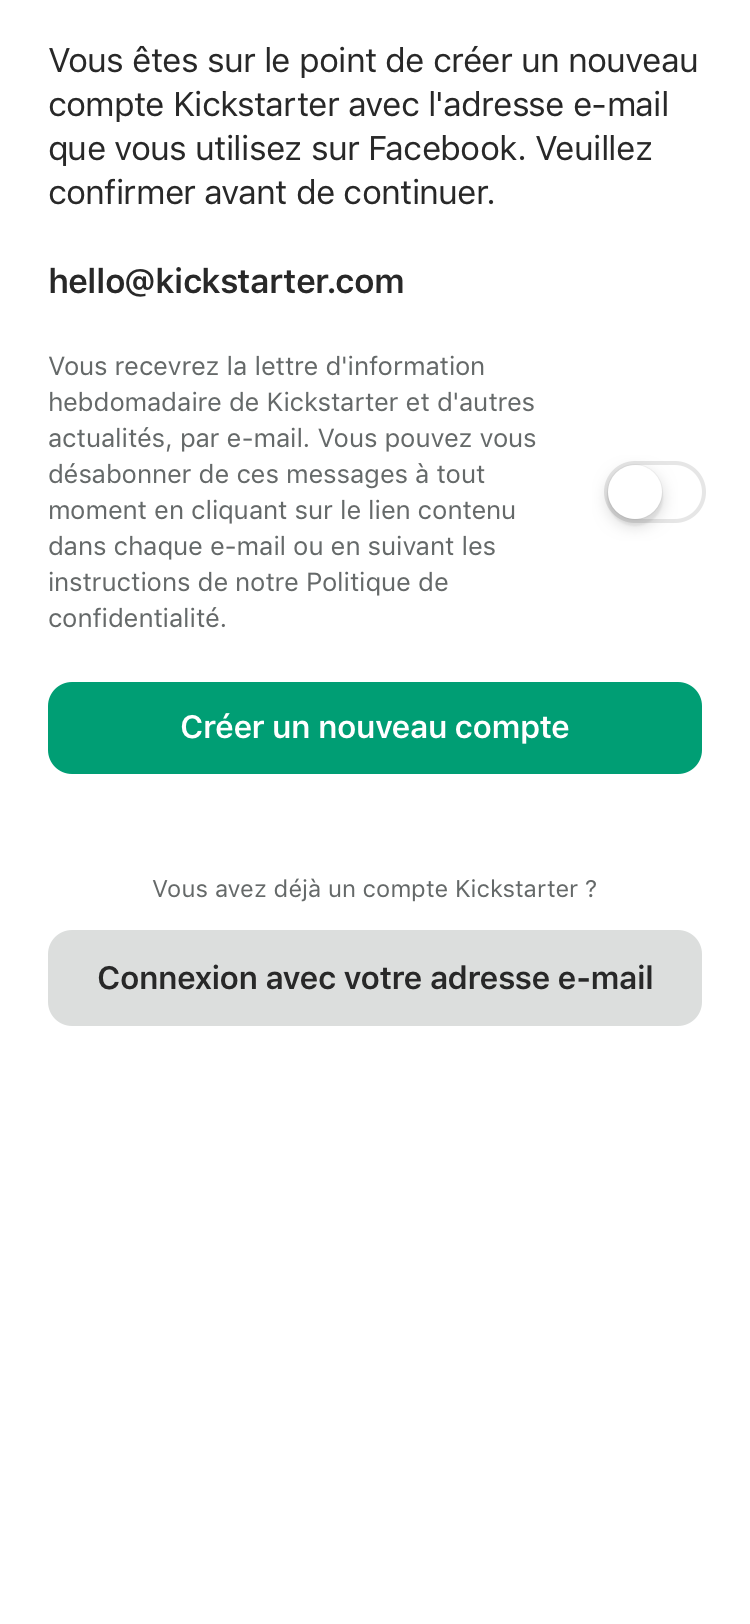 Vous êtes sur le point de créer un nouveau
compte Kickstarter avec l'adresse e-mail
que vous utilisez sur Facebook. Veuillez
confirmer avant de continuer.
hello@kickstarter.com
Vous recevrez la lettre d'information
hebdomadaire de Kickstarter et d'autres
actualités, par e-mail. Vous pouvez vous
désabonner de ces messages à tout
moment en cliquant sur le lien contenu
dans chaque e-mail ou en suivant les
instructions de notre Politique de
confidentialité.
Créer un nouveau compte
Vous avez déjà un compte Kickstarter ?
Connexion avec votre adresse e-mail